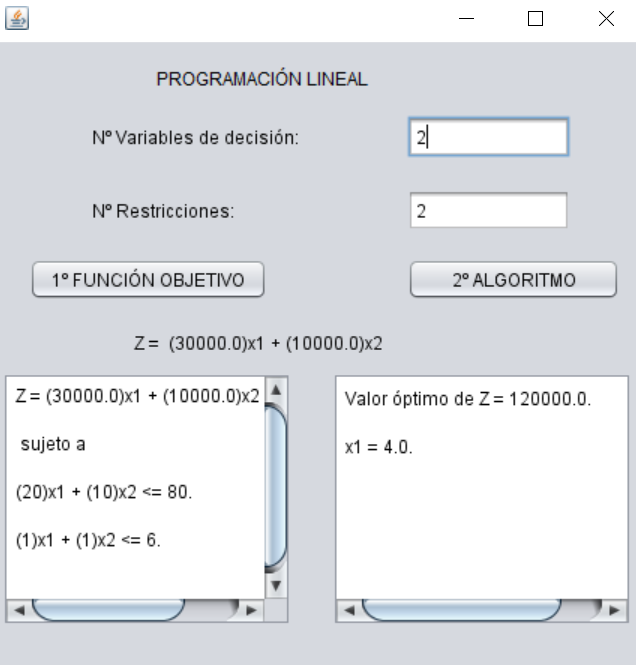 PROGRAMACIÓN LINEAL
Nº Variables de decisión:
2
Nº Restricciones:
2
1º FUNCIÓN OBJETIVO
2º ALGORITMO
Z = (30000.0)x1 + (10000.0)x2
Z = (30000.0)x1 + (10000.0)x2
sujeto a
(20)x1 + (10)x2 <= 80.
(1)x1 + (1)x2 <= 6.
Valor óptimo de Z = 120000.0.
x1 = 4.0.